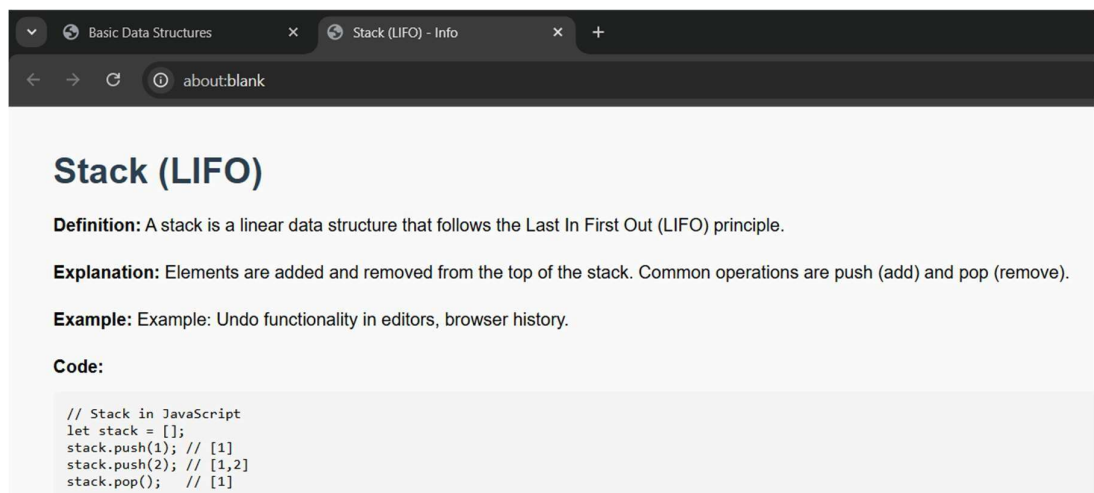 Basic Data Structures
Stack (LIFO) - Info
about:blank
Stack (LIFO)
Definition: A stack is a linear data structure that follows the Last In First Out (LIFO) principle.
Explanation: Elements are added and removed from the top of the stack. Common operations are push (add) and pop (remove).
Example: Example: Undo functionality in editors, browser history.
Code:
// Stack in JavaScript
let stack = [];
stack.push(1); // [1]
stack.push(2); // [1,2]
stack.pop();   // [1]